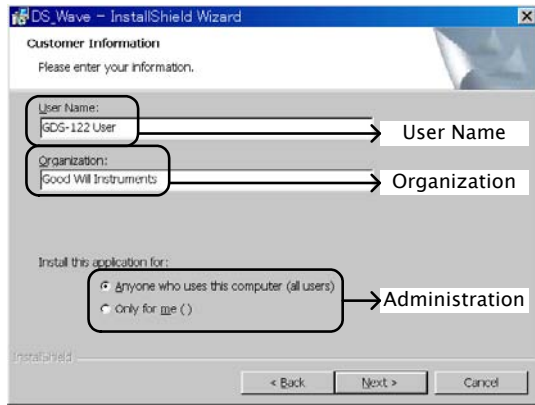 DS_Wave - InstallShield Wizard
Customer Information
Please enter your information.
User Name:
GDS-122 User
User Name
Organization:
Good Will Instruments
Organization
Install this application for:
Anyone who uses this computer (all users)
Only for me ( )
Administration
InstallShield
< Back
Next >
Cancel